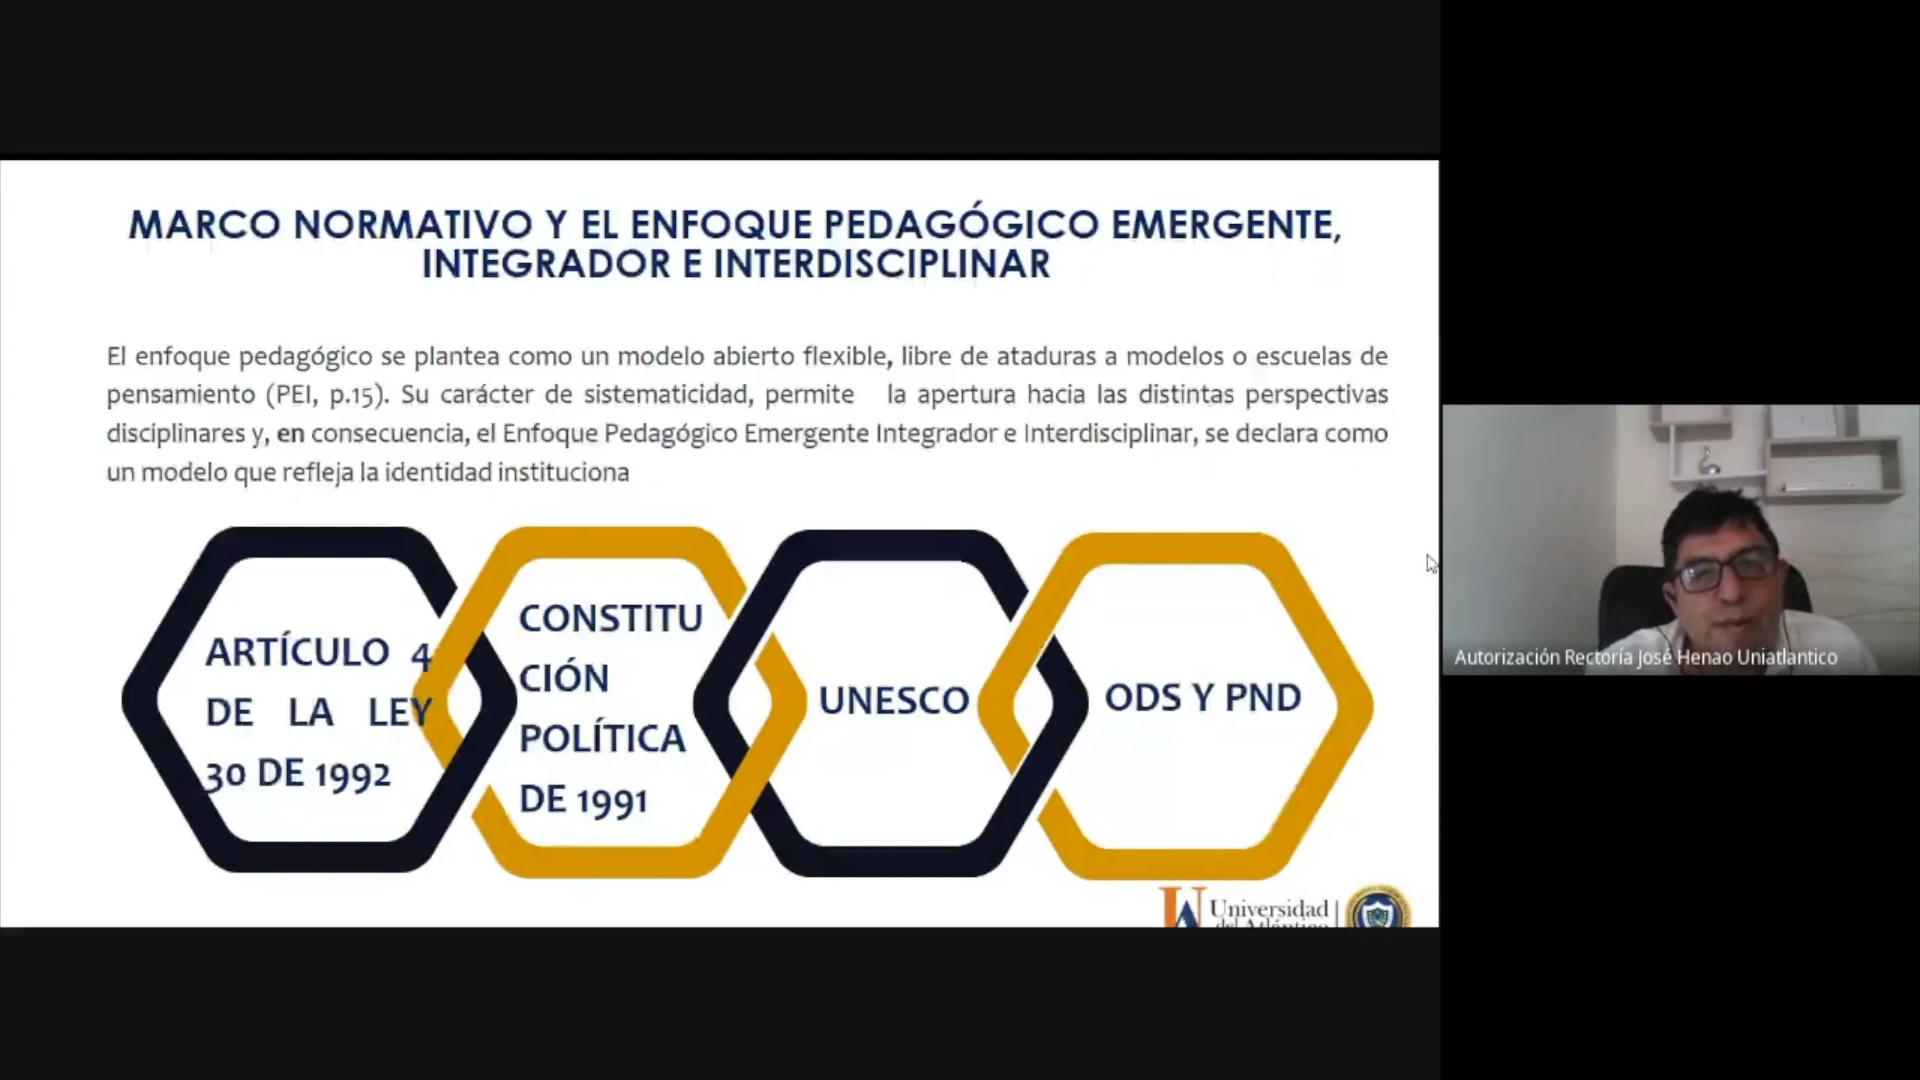 MARCO NORMATIVO Y EL ENFOQUE PEDAGÓGICO EMERGENTE,
INTEGRADOR E INTERDISCIPLINAR
El enfoque pedagógico se plantea como un modelo abierto flexible, libre de ataduras a modelos o escuelas de
pensamiento (PEI, p.15). Su carácter de sistematicidad, permite la apertura hacia las distintas perspectivas
disciplinares y, en consecuencia, el Enfoque Pedagógico Emergente Integrador e Interdisciplinar, se declara como
un modelo que refleja la identidad instituciona
ARTÍCULO 4
DE LA LEY
30 DE 1992
CONSTITU
CIÓN
POLÍTICA
DE 1991
UNESCO
ODS Y PND
Universidad
del Atlántico
Autorización Rectoría José Henao Uniatlantico